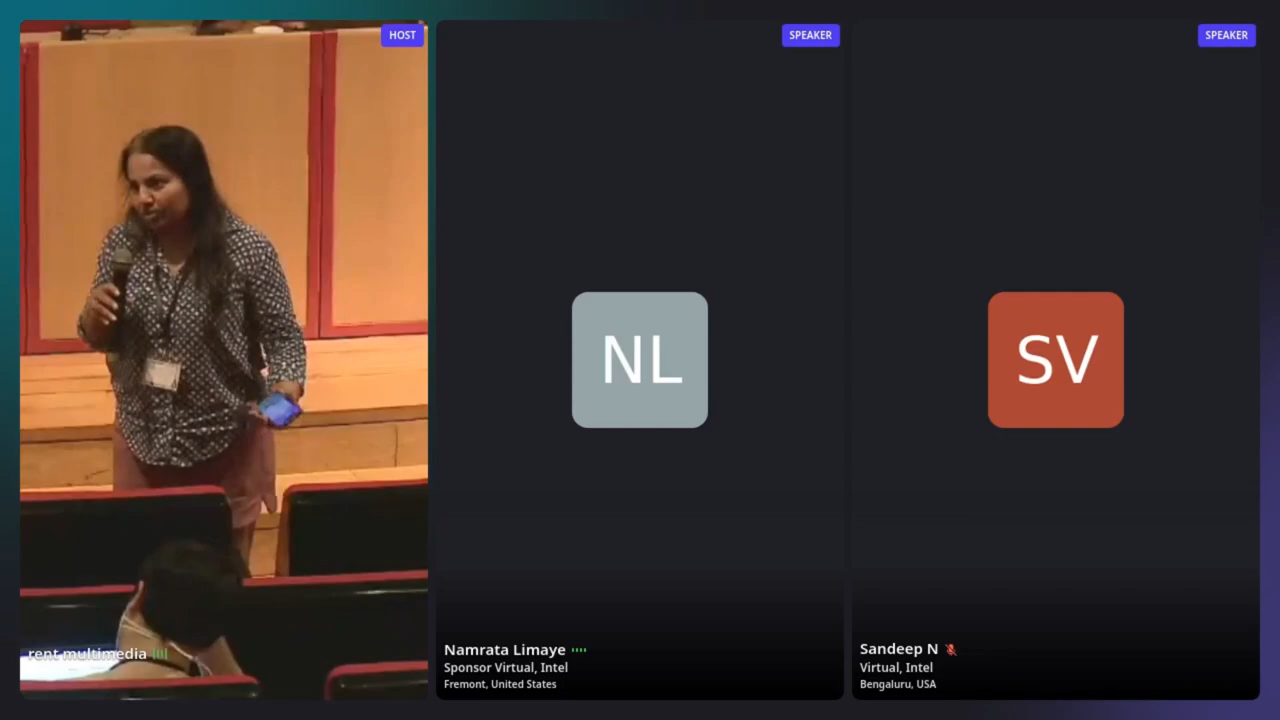 HOST
rent multimedia
SPEAKER
NL
Namrata Limaye
Sponsor Virtual, Intel
Fremont, United States
SPEAKER
SV
Sandeep N
Virtual, Intel
Bengaluru, USA